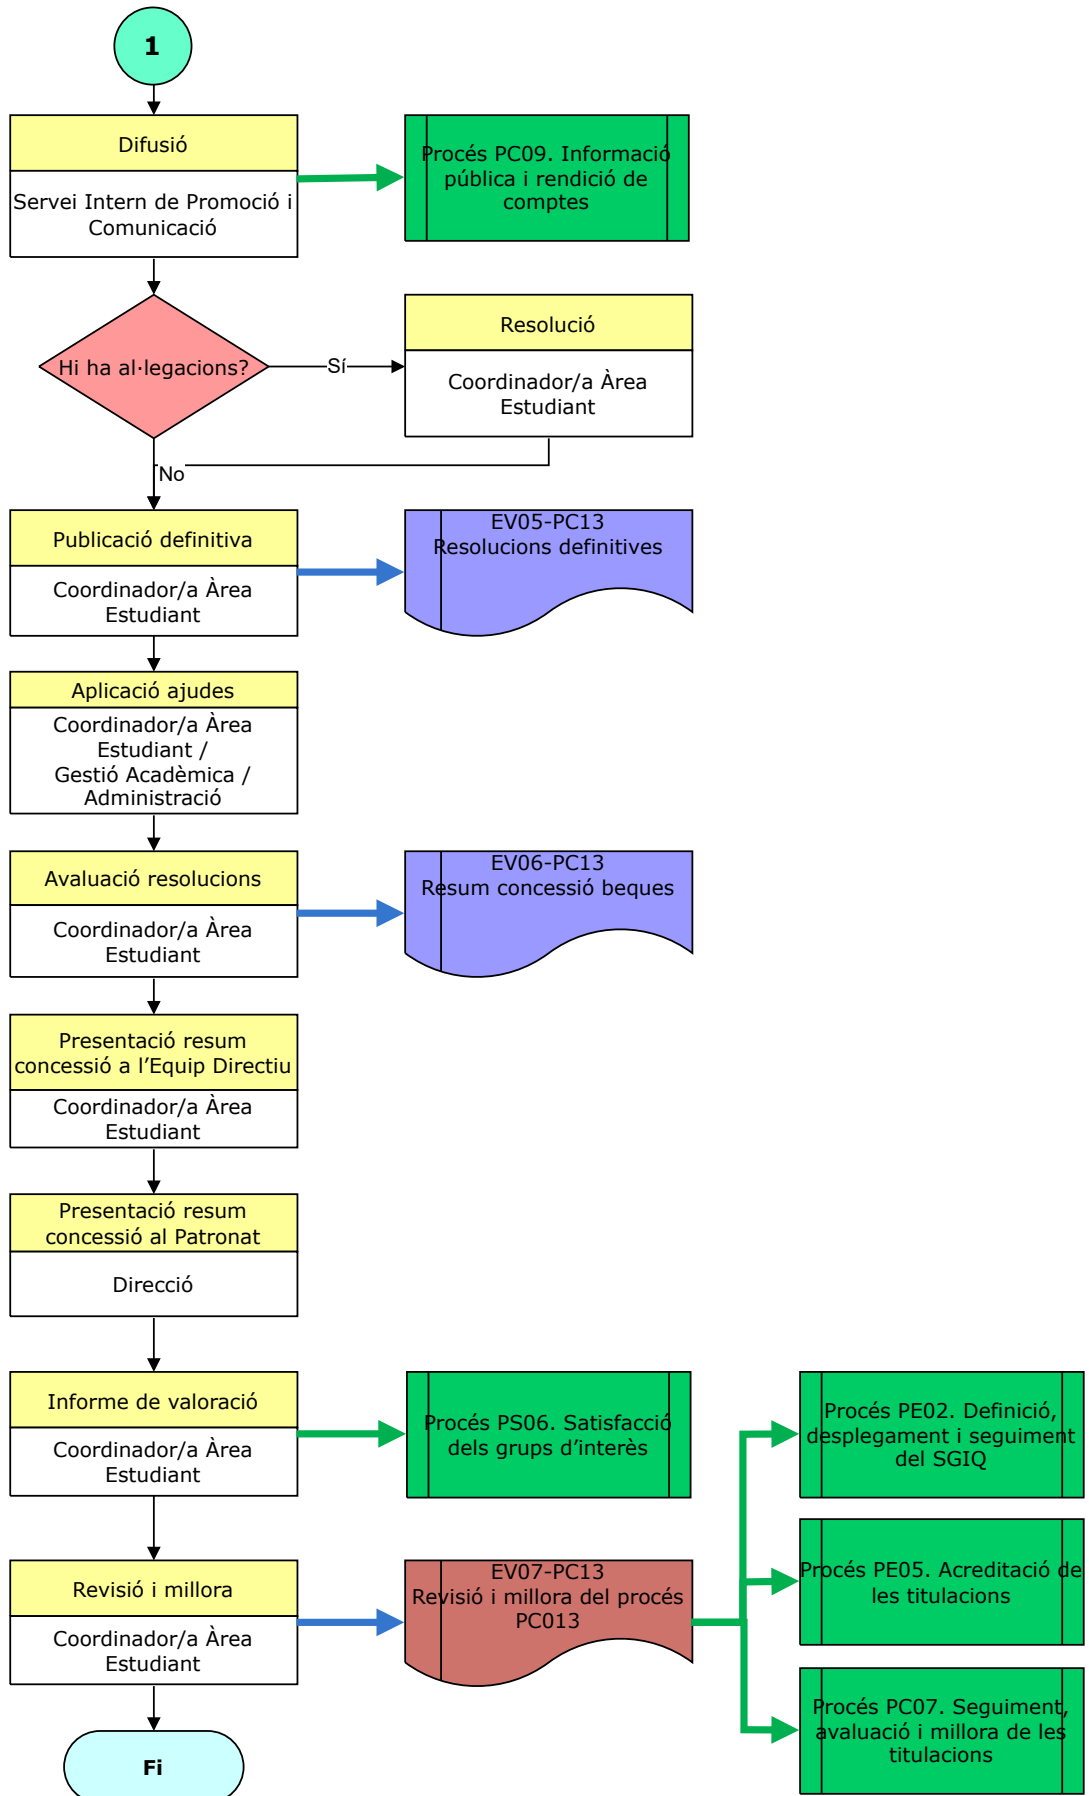 1
Difusió
Servei Intern de Promoció i
Comunicació
Procés PC09. Informació
pública i rendició de
comptes
Hi ha al·legacions?
Sí
Resolució
Coordinador/a Àrea
Estudiant
No
Publicació definitiva
Coordinador/a Àrea
Estudiant
EV05-PC13
Resolucions definitives
Aplicació ajudes
Coordinador/a Àrea
Estudiant /
Gestió Acadèmica /
Administració
Avaluació resolucions
Coordinador/a Àrea
Estudiant
EV06-PC13
Resum concessió beques
Presentació resum
concessió a l’Equip Directiu
Coordinador/a Àrea
Estudiant
Presentació resum
concessió al Patronat
Direcció
Informe de valoració
Coordinador/a Àrea
Estudiant
Procés PS06. Satisfacció
dels grups d’interès
Procés PE02. Definició,
desplegament i seguiment
del SGIQ
Revisió i millora
Coordinador/a Àrea
Estudiant
EV07-PC13
Revisió i millora del procés
PC013
Procés PE05. Acreditació de
les titulacions
Procés PC07. Seguiment,
avaluació i millora de les
titulacions
Fi